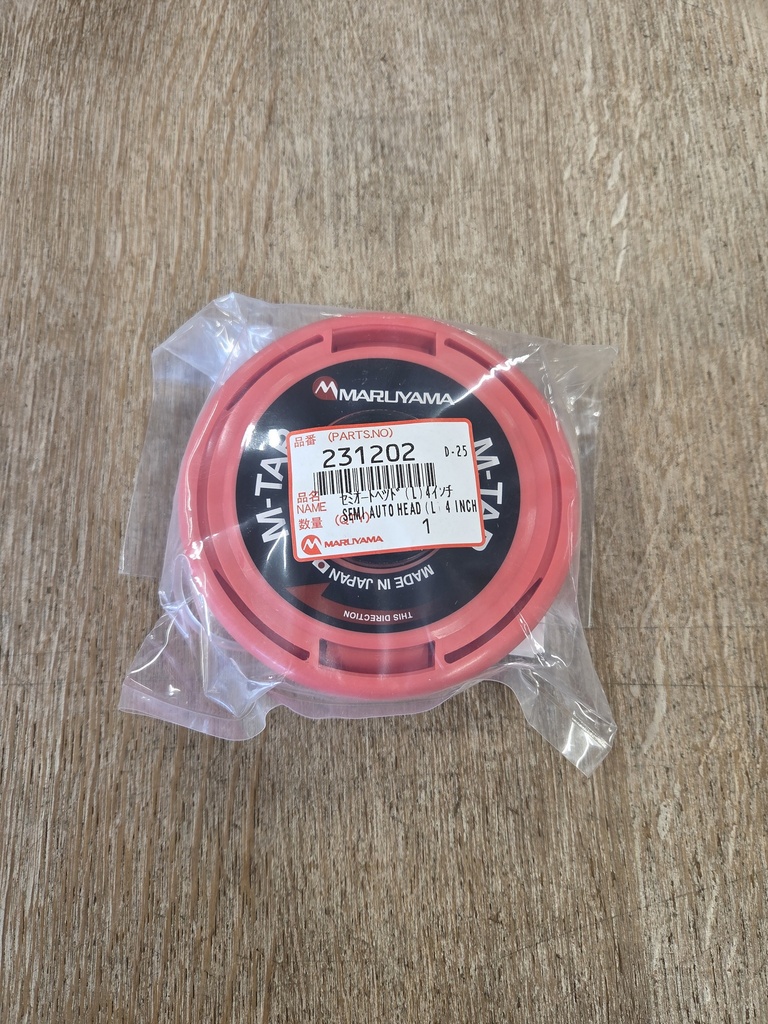 MARUYAMA
M-TAP
M-TAP
品番 (PARTS.NO)
231202 D-25
品名 セミオートヘッド(L)4インチ
NAME SEMI AUTO HEAD(L) 4 INCH
数量 (Q'TY) 1
MARUYAMA
MADE IN JAPAN
THIS DIRECTION